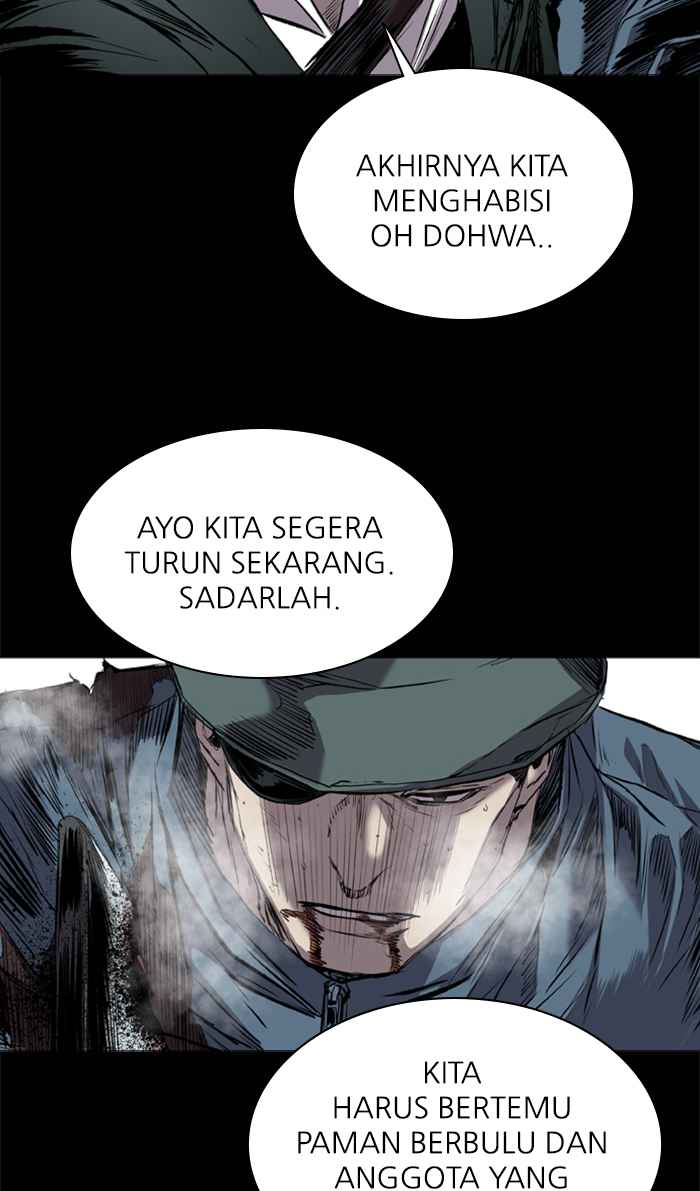 AKHIRNYA KITA
MENGHABISI
OH DOHWA..
AYO KITA SEGERA
TURUN SEKARANG.
SADARLAH.
KITA
HARUS BERTEMU
PAMAN BERBULU DAN
ANGGOTA YANG